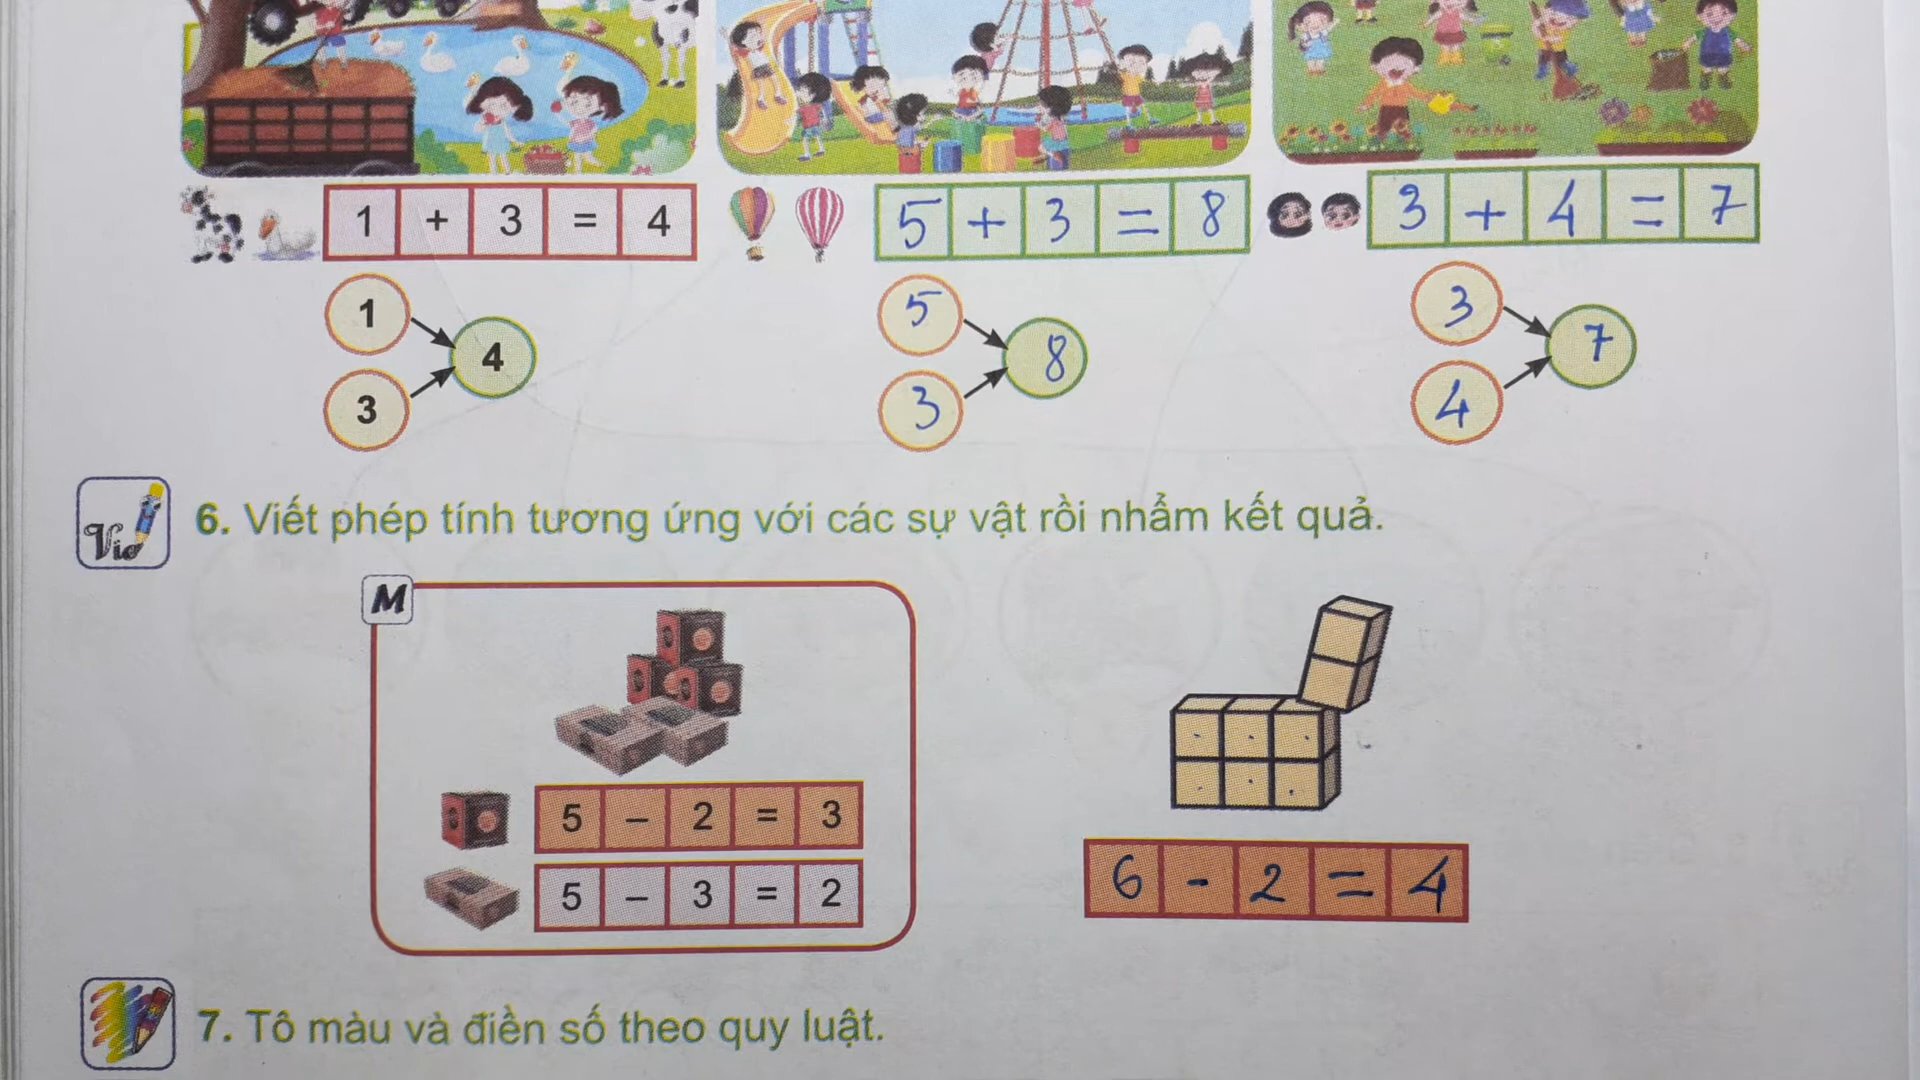 1 + 3 = 4
5 + 3 = 8
3 + 4 = 7
1
3
4
5
3
8
3
4
7
Vio
6. Viết phép tính tương ứng với các sự vật rồi nhẩm kết quả.
M
5 – 2 = 3
5 – 3 = 2
6 - 2 = 4
7. Tô màu và điền số theo quy luật.